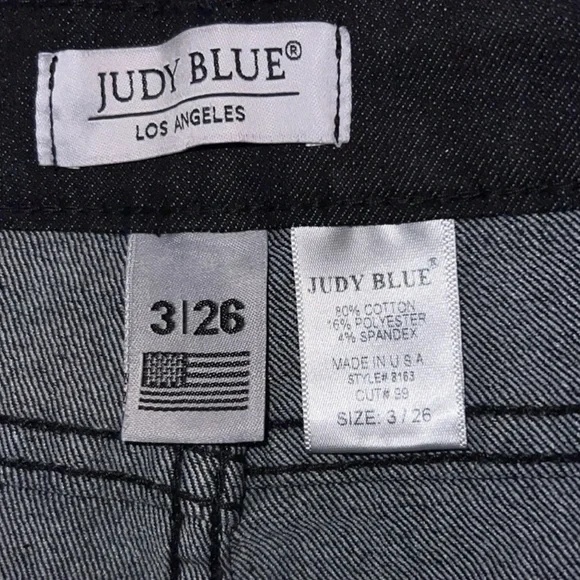 JUDY BLUE®
LOS ANGELES
3|26
JUDY BLUE®
80% COTTON
16% POLYESTER
4% SPANDEX
MADE IN U S A
STYLE# 8163
CUT# 99
SIZE: 3 / 26